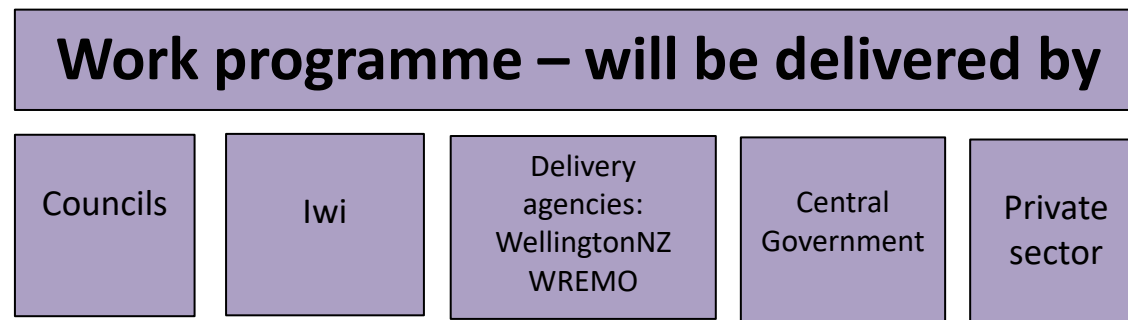 Work programme – will be delivered by
Councils
Iwi
Delivery
agencies:
WellingtonNZ
WREMO
Central
Government
Private
sector